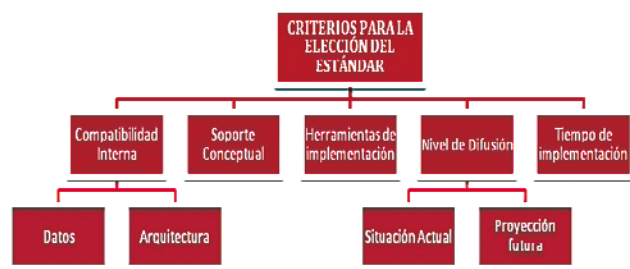 CRITERIOS PARA LA
ELECCIÓN DEL
ESTÁNDAR
Compatibilidad
Interna
Soporte
Conceptual
Herramientas de
implementación
Nivel de Difusión
Tiempo de
implementación
Datos
Arquitectura
Situación Actual
Proyección
futura